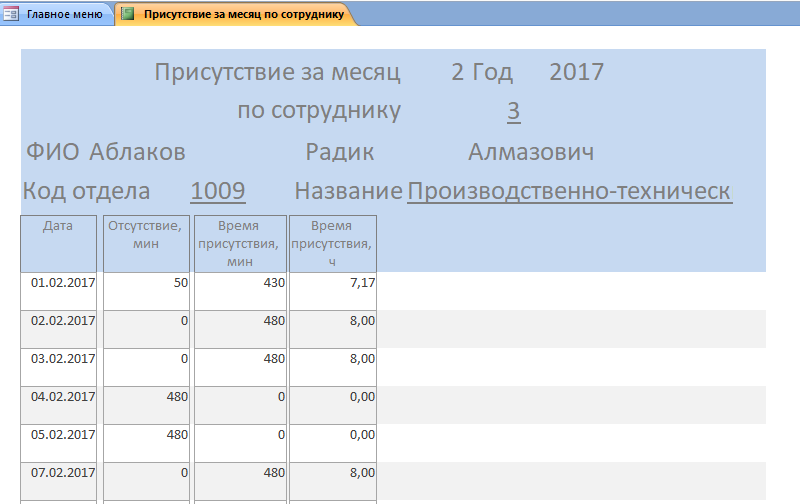 Главное меню Присутствие за месяц по сотруднику
Присутствие за месяц 2 Год 2017
по сотруднику 3
ФИО Аблаков Радик Алмазович
Код отдела 1009 Название Производственно-техническ
Дата Отсутствие, Время Время
мин присутствия, присутствия,
мин ч
01.02.2017 50 430 7,17
02.02.2017 0 480 8,00
03.02.2017 0 480 8,00
04.02.2017 480 0 0,00
05.02.2017 480 0 0,00
07.02.2017 0 480 8,00